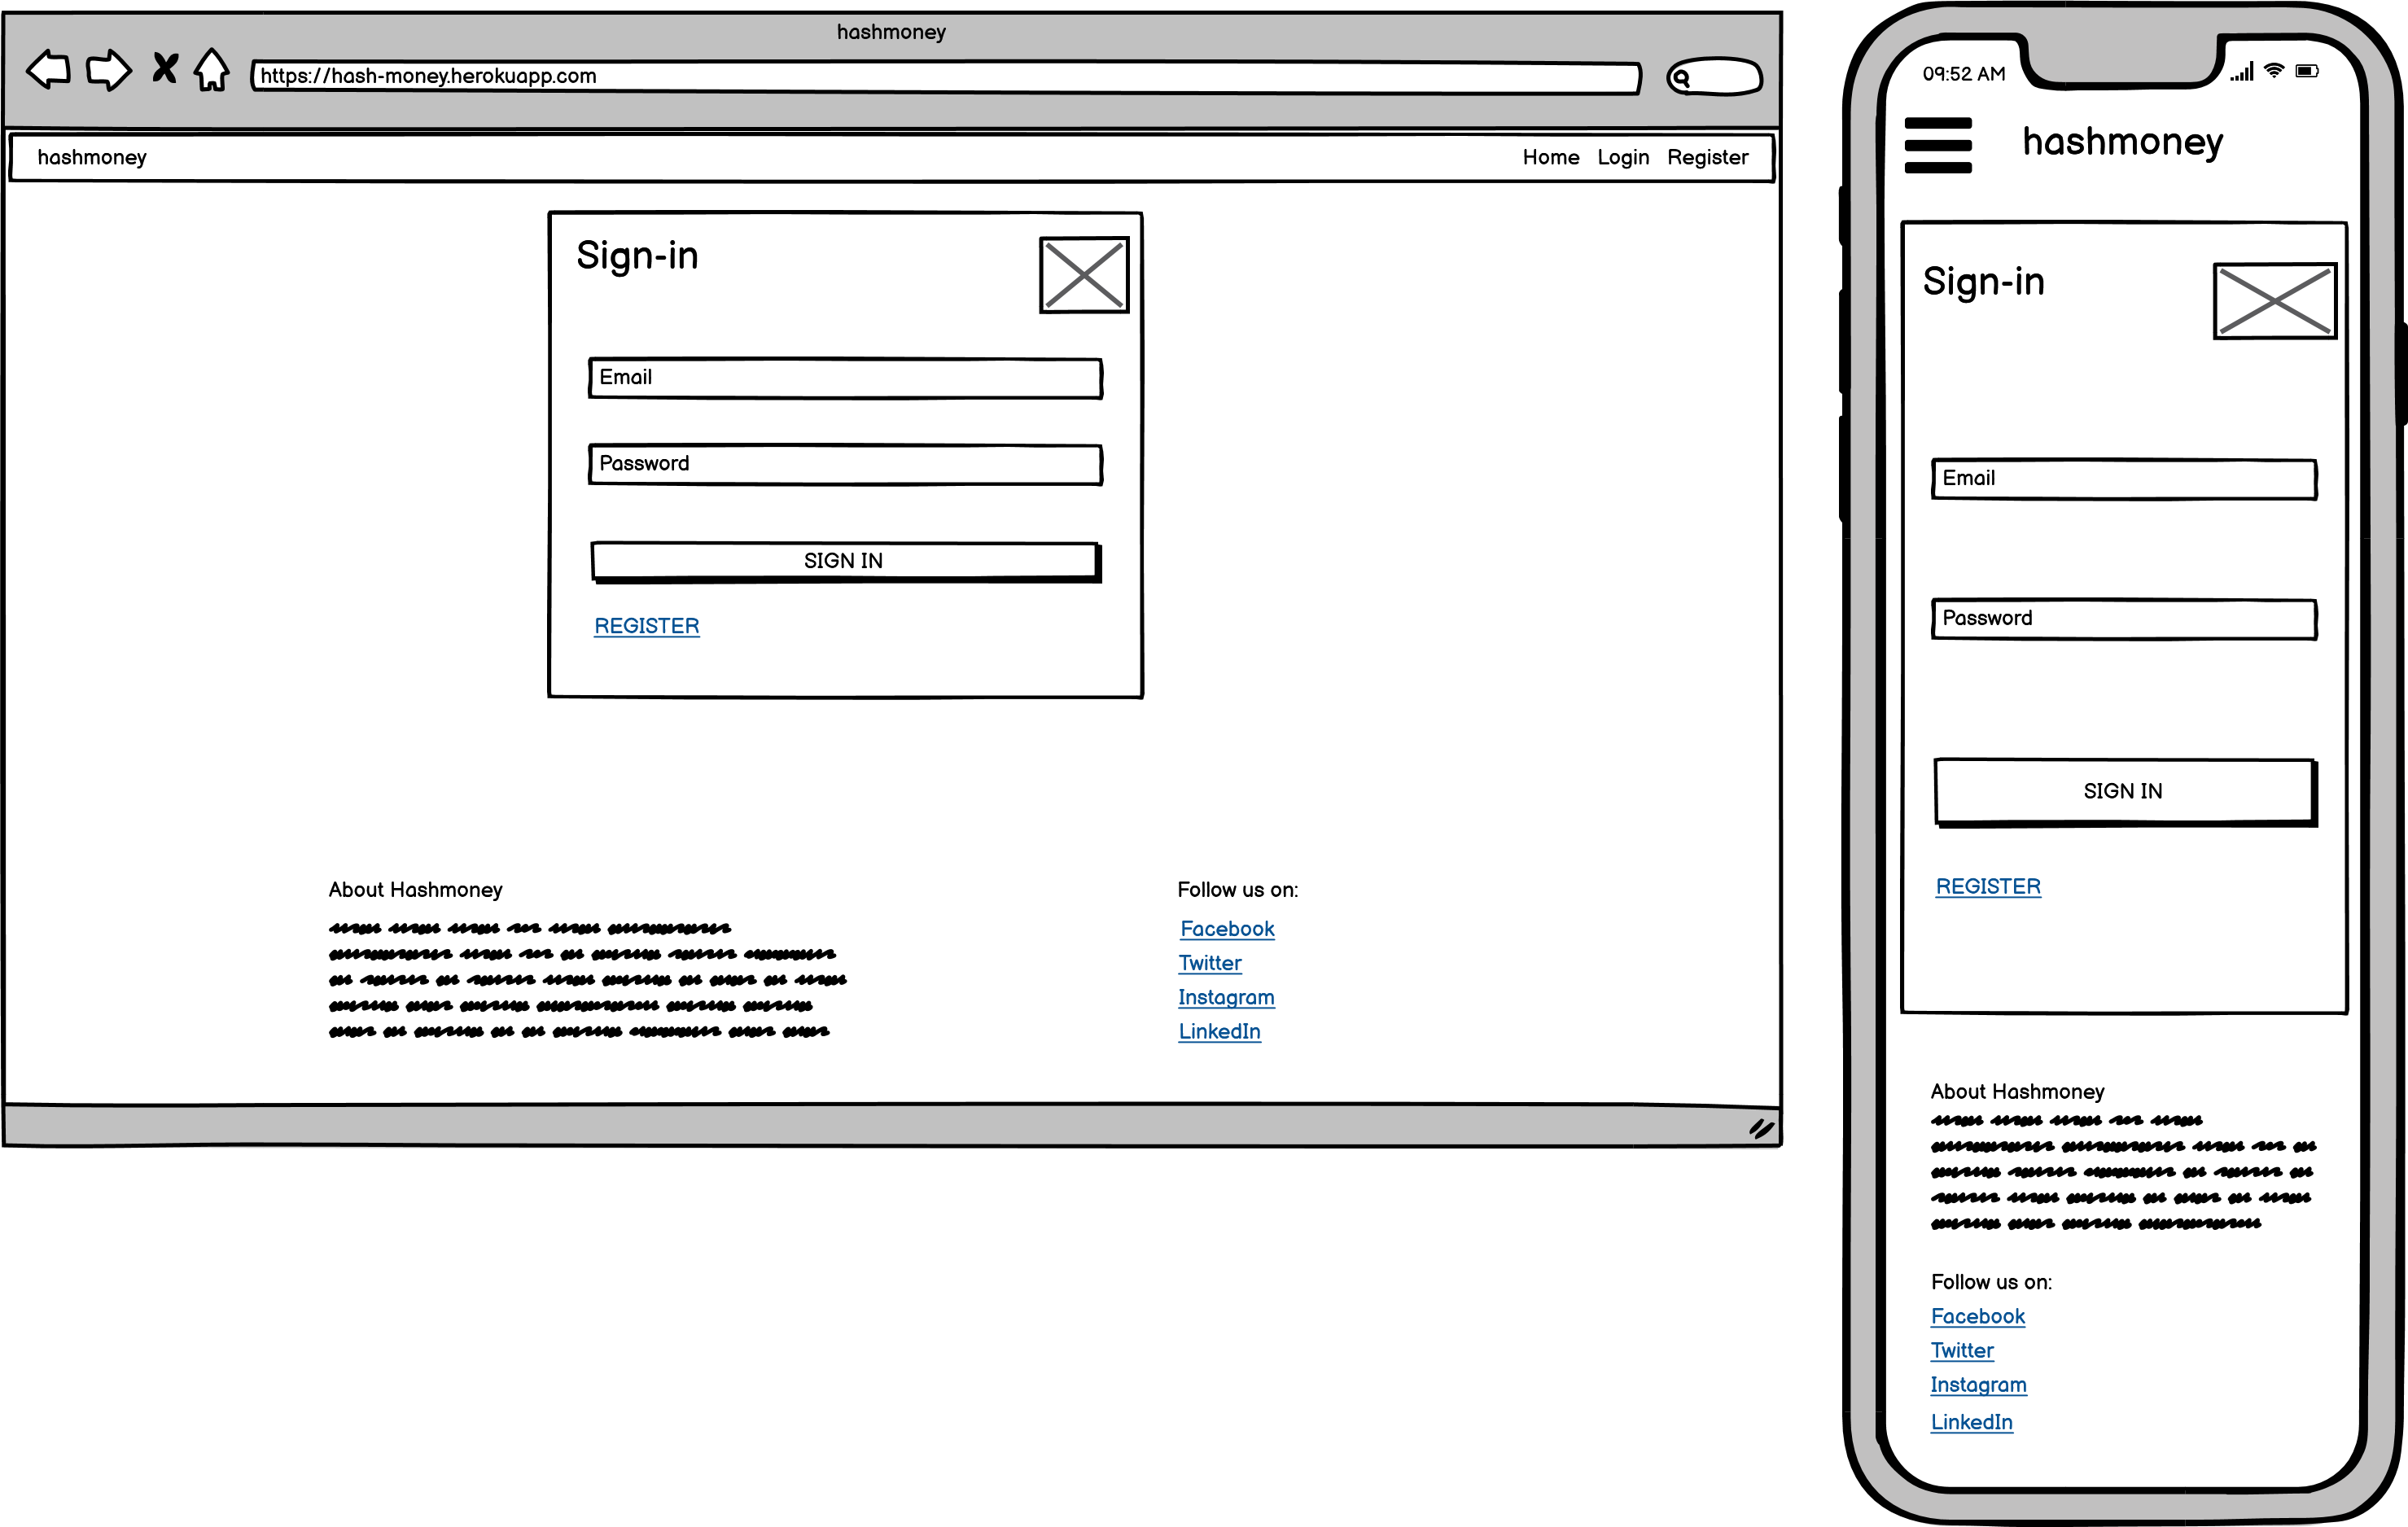 hashmoney
https://hash-money.herokuapp.com
hashmoney Home Login Register
Sign-in
Email
Password
SIGN IN
REGISTER
About Hashmoney
Follow us on:
Facebook
Twitter
Instagram
LinkedIn
09:52 AM
hashmoney
Sign-in
Email
Password
SIGN IN
REGISTER
About Hashmoney
Follow us on:
Facebook
Twitter
Instagram
LinkedIn